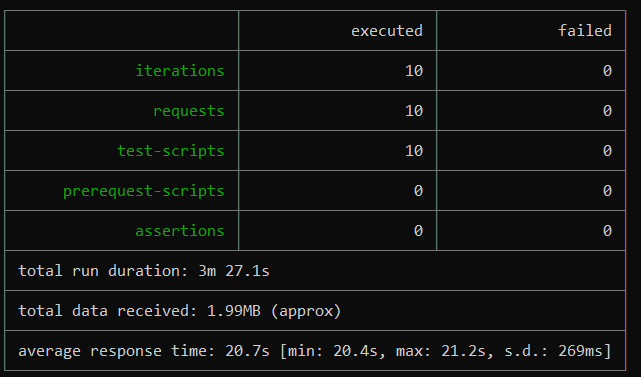 executed failed
iterations 10 0
requests 10 0
test-scripts 10 0
prerequest-scripts 0 0
assertions 0 0
total run duration: 3m 27.1s
total data received: 1.99MB (approx)
average response time: 20.7s [min: 20.4s, max: 21.2s, s.d.: 269ms]